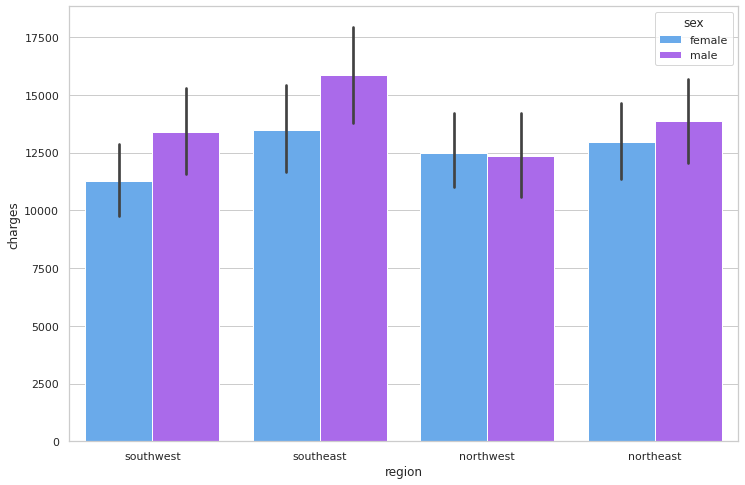 sex
female
male
17500
15000
12500
10000
7500
5000
2500
0
charges
southwest
southeast
northwest
northeast
region